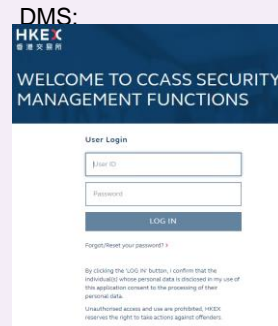 DMS:
HKEX
香港交易所
WELCOME TO CCASS SECURITY
MANAGEMENT FUNCTIONS
User Login
User ID
Password
LOG IN
Forgot/Reset your password? >
By clicking the 'LOG IN' button, I confirm that the
individual(s) whose personal data is disclosed in my use of
this application consent to the processing of their
personal data.
Unauthorised access and use are prohibited, HKEX
reserves the right to take actions against offenders.